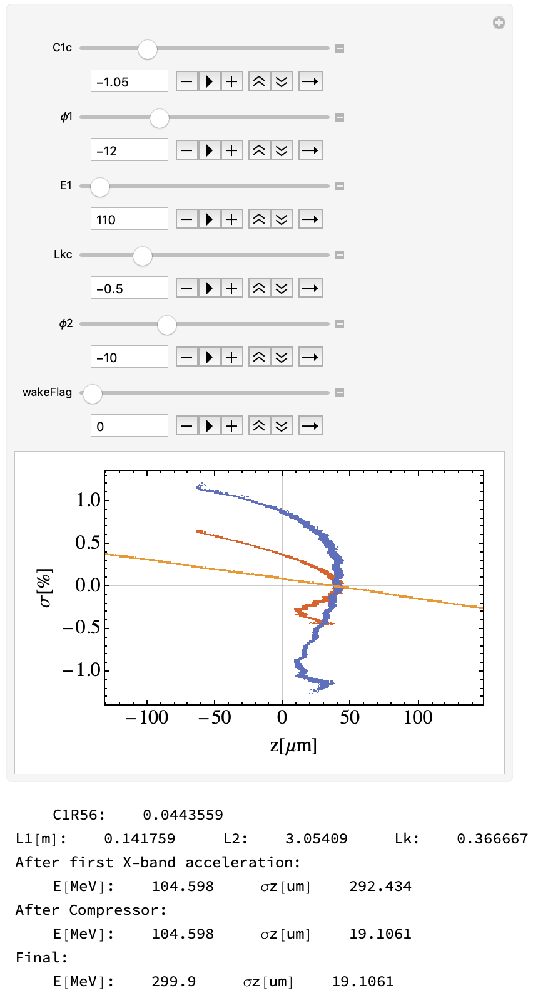 C1c
−1.05
ϕ1
−12
E1
110
Lkc
−0.5
ϕ2
−10
wakeFlag
0
1.0
0.5
0.0
−0.5
−1.0
σ[%]
−100 −50 0 50 100
z[μm]
C1R56: 0.0443559
L1[m]: 0.141759 L2: 3.05409 Lk: 0.366667
After first X-band acceleration:
E[MeV]: 104.598 σz[um] 292.434
After Compressor:
E[MeV]: 104.598 σz[um] 19.1061
Final:
E[MeV]: 299.9 σz[um] 19.1061